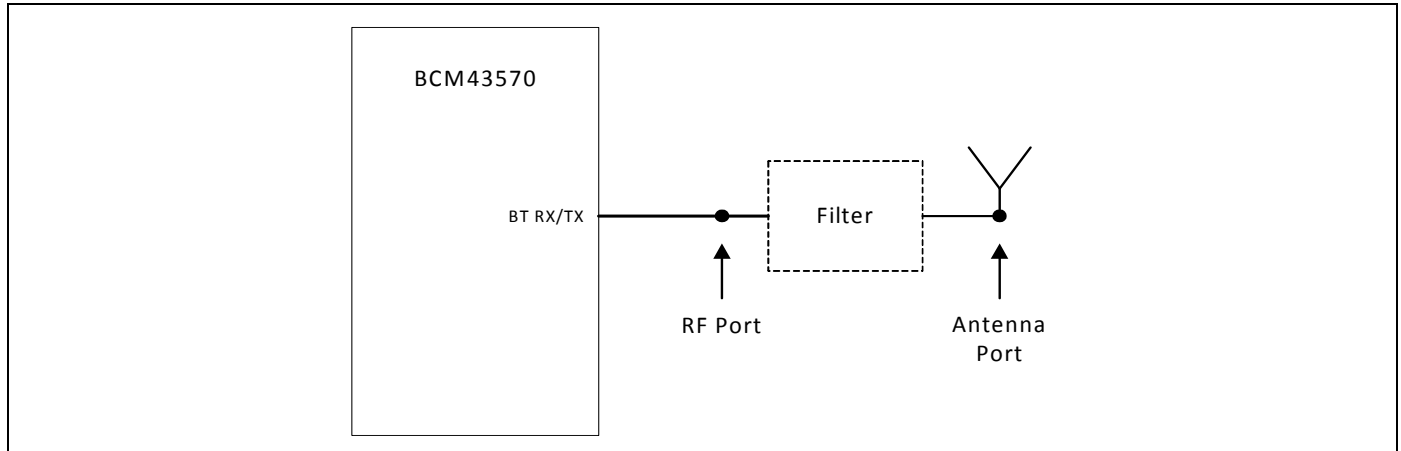 BCM43570
BT RX/TX
Filter
RF Port
Antenna
Port